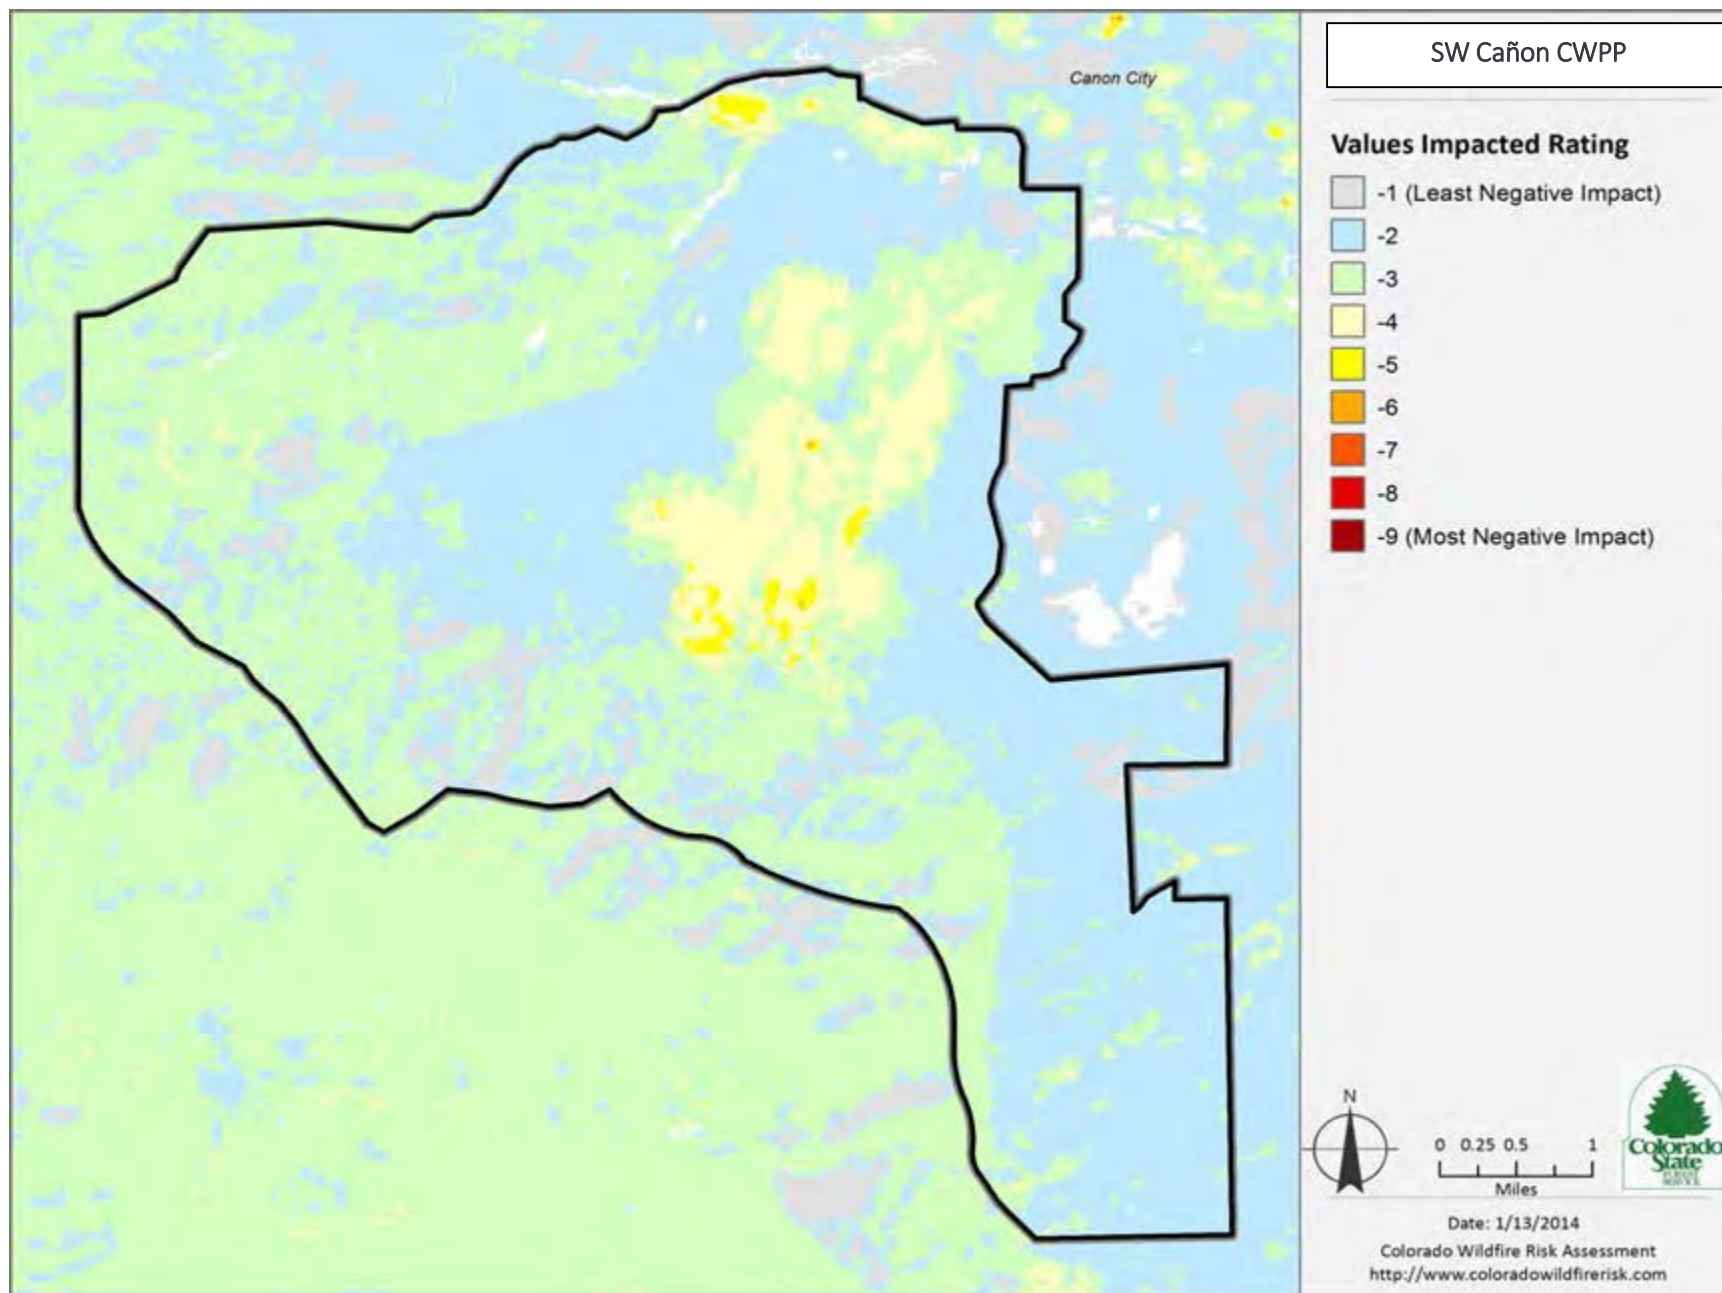 SW Cañon CWPP
Canon City
Values Impacted Rating
-1 (Least Negative Impact)
-2
-3
-4
-5
-6
-7
-8
-9 (Most Negative Impact)
N
0 0.25 0.5 1
Miles
Colorado
State
FOREST
SERVICE
Date: 1/13/2014
Colorado Wildfire Risk Assessment
http://www.coloradowildfirerisk.com